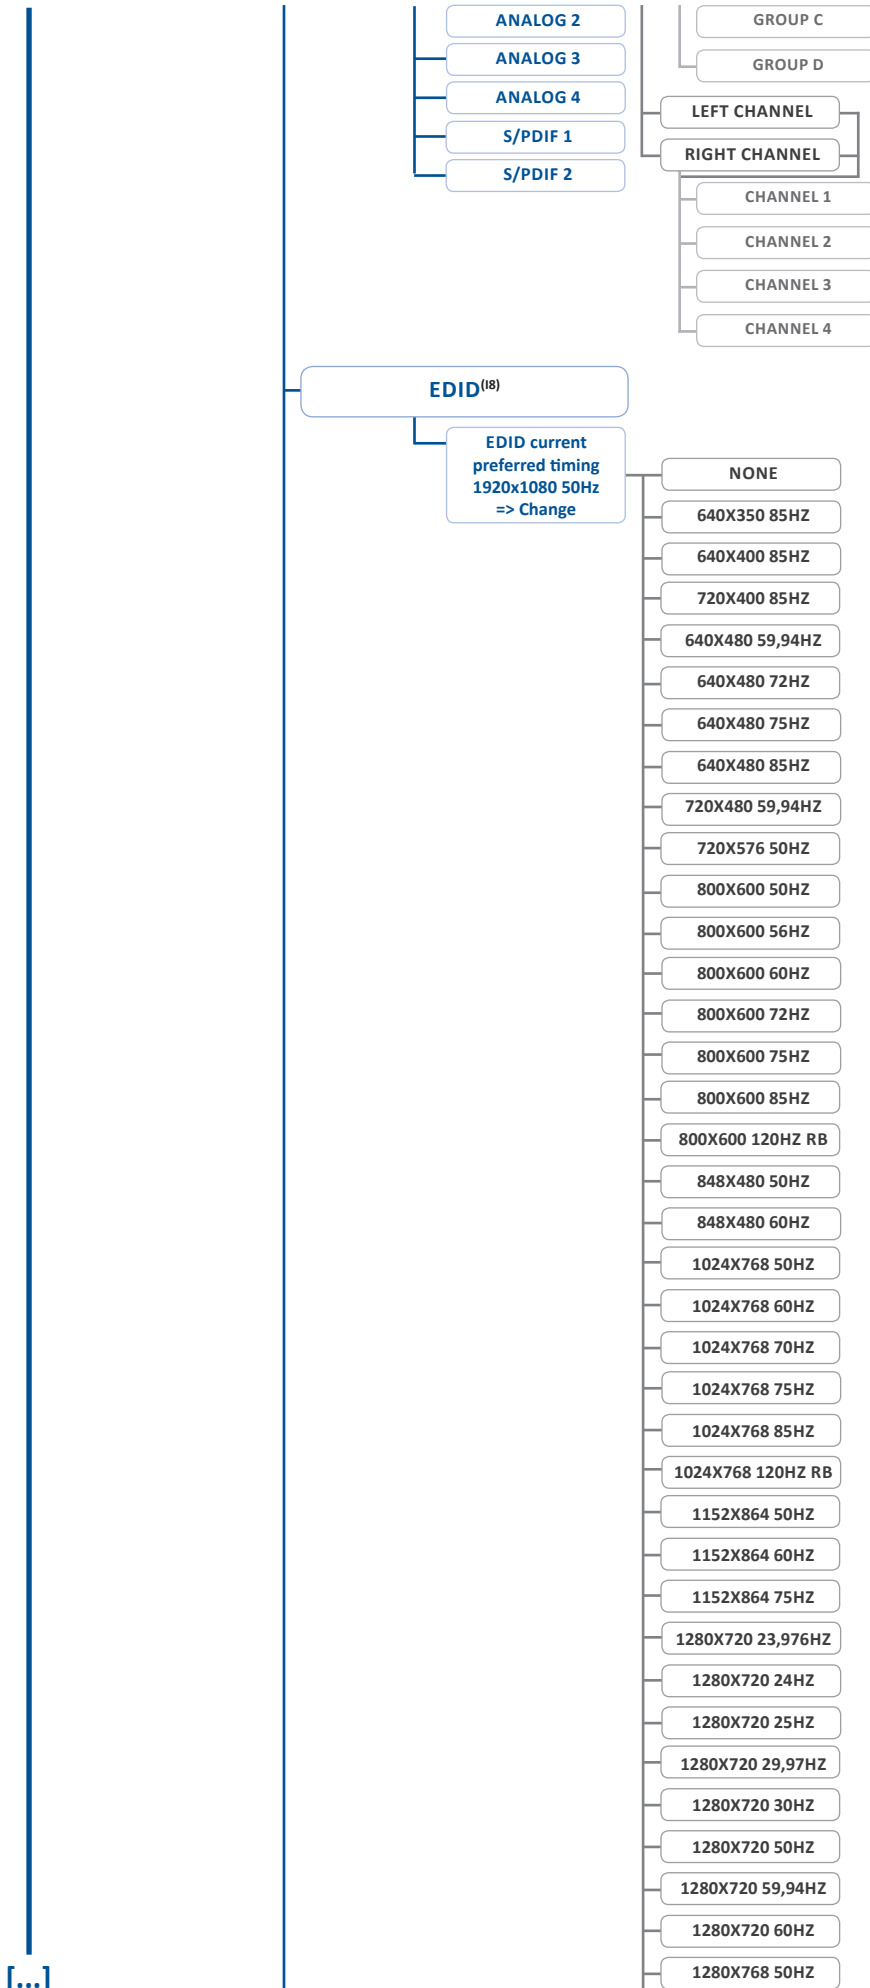 ANALOG 2
ANALOG 3
ANALOG 4
S/PDIF 1
S/PDIF 2
GROUP C
GROUP D
LEFT CHANNEL
RIGHT CHANNEL
CHANNEL 1
CHANNEL 2
CHANNEL 3
CHANNEL 4
EDID(I8)
EDID current
preferred timing
1920x1080 50Hz
=> Change
NONE
640X350 85HZ
640X400 85HZ
720X400 85HZ
640X480 59,94HZ
640X480 72HZ
640X480 75HZ
640X480 85HZ
720X480 59,94HZ
720X576 50HZ
800X600 50HZ
800X600 56HZ
800X600 60HZ
800X600 72HZ
800X600 75HZ
800X600 85HZ
800X600 120HZ RB
848X480 50HZ
848X480 60HZ
1024X768 50HZ
1024X768 60HZ
1024X768 70HZ
1024X768 75HZ
1024X768 85HZ
1024X768 120HZ RB
1152X864 50HZ
1152X864 60HZ
1152X864 75HZ
1280X720 23,976HZ
1280X720 24HZ
1280X720 25HZ
1280X720 29,97HZ
1280X720 30HZ
1280X720 50HZ
1280X720 59,94HZ
1280X720 60HZ
1280X768 50HZ
[...]